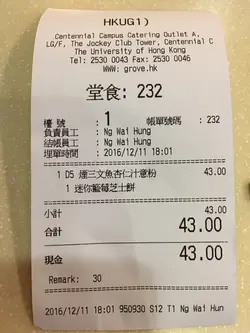 HKUG1)
Centennial Campus Catering Outlet A,
LG/F, The Jockey Club Tower, Centennial C
The University of Hong Kong
Tel: 2530 0043 Fax: 2530 0046
WWW: grove.hk
堂食: 232
檯 號 : 1 帳單號碼 : 232
負責員工 : Ng Wai Hung
結帳員工 : Ng Wai Hung
埋單時間 : 2016/12/11 18:01
1 D5 煙三文魚杏仁汁意粉 43.00
1 迷你藍莓芝士餅
小計 43.00
合計 43.00
現金 43.00
Remark: 30
2016/12/11 18:01 950930 S12 T1 Ng Wai Hun